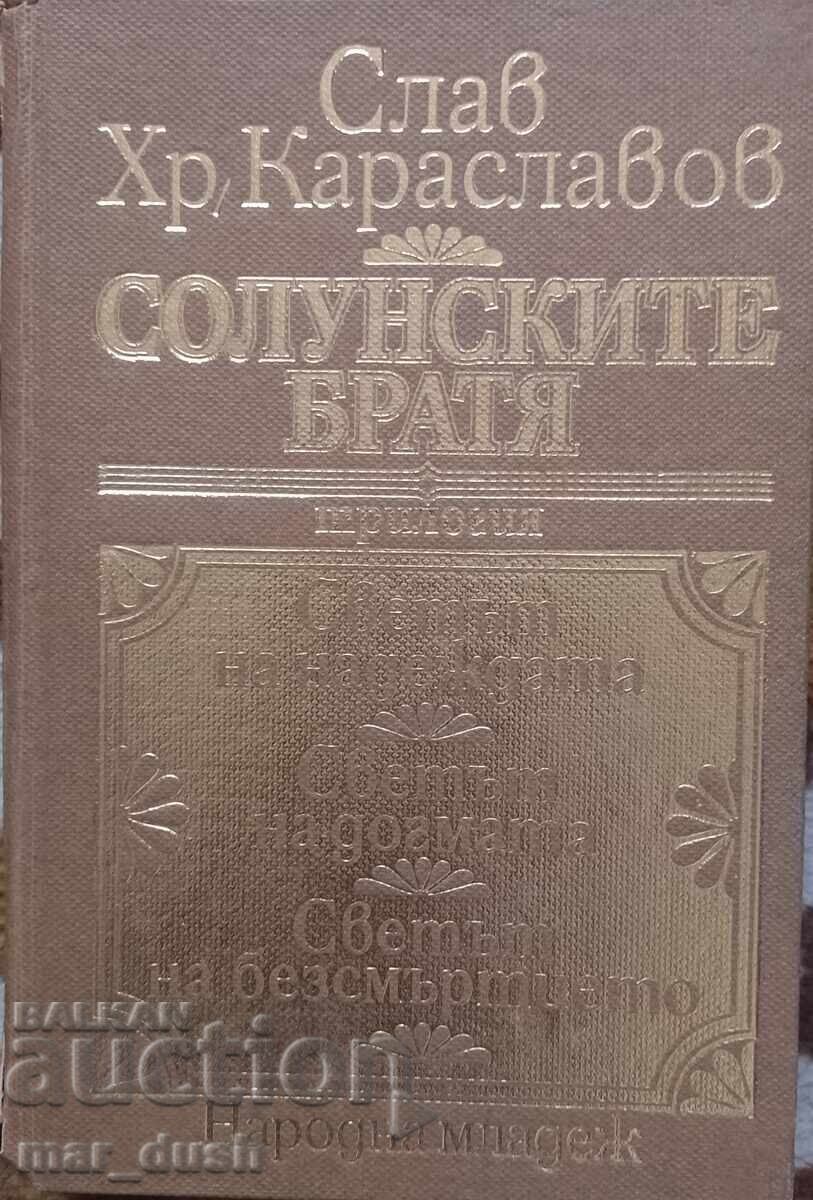 Слав
Хр. Караславов
СОЛУНСКИТЕ
БРАТЯ
трилогия
Светът
на надеждата
Светът
на догмата
Светът
на безсмъртието
Народна младеж
BALKAN
auction
mar_dush